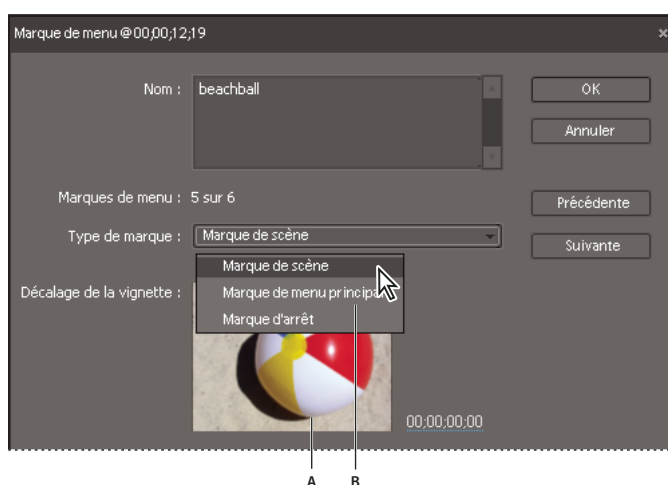 Marque de menu @ 00;00;12;19
Nom : beachball
OK
Annuler
Marques de menu : 5 sur 6
Précédente
Type de marque : Marque de scène
Suivante
Marque de scène
Décalage de la vignette : Marque de menu principal
Marque d'arrêt
00;00;00;00
A B